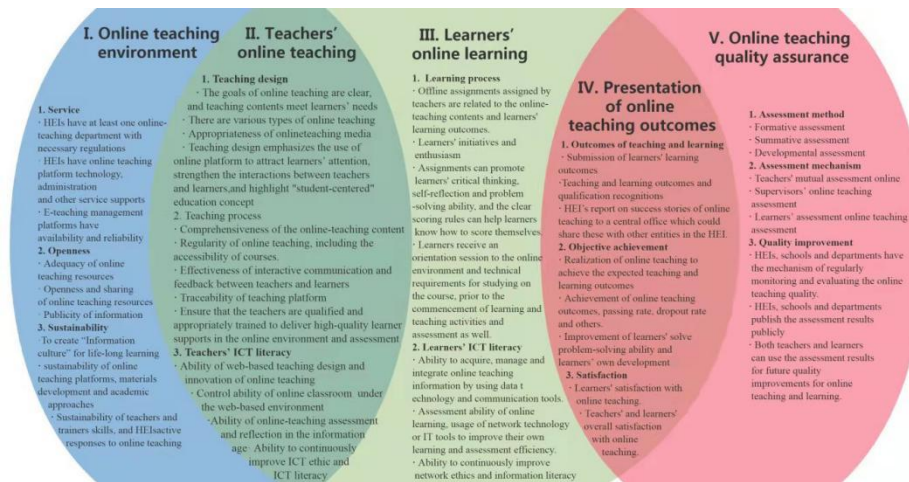 I. Online teaching
environment
1. Service
· HEIs have at least one online-
teaching department with
necessary regulations
· HEIs have online teaching
platform technology,
administration
and other service supports
· E-teaching management
platforms have
availability and reliability
2. Openness
· Adequacy of online
teaching resources
· Openness and sharing
of online teaching resources
· Publicity of information
3. Sustainability
·To create “Information
culture” for life-long learning
· sustainability of online
teaching platforms, materials
development and academic
approaches
· Sustainability of teachers and
trainers skills, and HEIsactive
responses to online teaching
II. Teachers’
online teaching
1. Teaching design
· The goals of online teaching are clear,
and teaching contents meet learners’ needs
· There are various types of online teaching
· Appropriateness of onlineteaching media
· Teaching design emphasizes the use of
online platform to attract learners’ attention,
strengthen the interactions between teachers
and learners,and highlight "student-centered"
education concept
2. Teaching process
· Comprehensiveness of the online-teaching content
· Regularity of online teaching, including the
accessibility of courses.
· Effectiveness of interactive communication and
feedback between teachers and learners
· Traceability of teaching platform
· Ensure that the teachers are qualified and
appropriately trained to deliver high-quality learner
supports in the online environment and assessment
3. Teachers’ICT literacy
· Ability of web-based teaching design and
innovation of online teaching
· Control ability of online classroom under
the web-based environment
·Ability of online-teaching assessment
and reflection in the information
age· Ability to continuously
improve ICT ethic and
ICT literacy
III. Learners’
online learning
1. Learning process
· Offline assignments assigned by
teachers are related to the online-
teaching contents and learners'
learning outcomes.
· Learners' initiatives and
enthusiasm
· Assignments can promote
learners' critical thinking,
self-reflection and problem
-solving ability, and the clear
scoring rules can help learners
know how to score themselves.
· Learners receive an
orientation session to the online
environment and technical
requirements for studying on
the course, prior to the
commencement of learning and
teaching activities and
assessment as well.
2. Learners’ICT literacy
· Ability to acquire, manage and
integrate online teaching
information by using data t
echnology and communication tools.
· Assessment ability of online
learning, usage of network technology
or IT tools to improve their own
learning and assessment efficiency.
· Ability to continuously improve
network ethics and information literacy
IV. Presentation
of online
teaching outcomes
1. Outcomes of teaching and learning
· Submission of learners' learning
outcomes
·Teaching and learning outcomes and
qualification recognitions
· HEI’s report on success stories of online
teaching to a central office which could
share these with other entities in the HEI.
2. Objective achievement
· Realization of online teaching to
achieve the expected teaching and
learning outcomes
· Achievement of online teaching
outcomes, passing rate, dropout rate
and others.
· Improvement of learners' solve
problem-solving ability and
learners' own development
3. Satisfaction
· Learners' satisfaction with
online teaching.
· Teachers' and learners'
overall satisfaction
with online
teaching.
V. Online teaching
quality assurance
1. Assessment method
· Formative assessment
· Summative assessment
· Developmental assessment
2. Assessment mechanism
· Teachers'mutual assessment online
· Supervisors’ online teaching
assessment
· Learners’ assessment online teaching
assessment
3. Quality improvement
· HEIs, schools and departments have
the mechanism of regularly
monitoring and evaluating the online
teaching quality.
· HEIs, schools and departments
publish the assessment results
publicly
· Both teachers and learners
can use the assessment results
for future quality
improvements for online
teaching and learning.